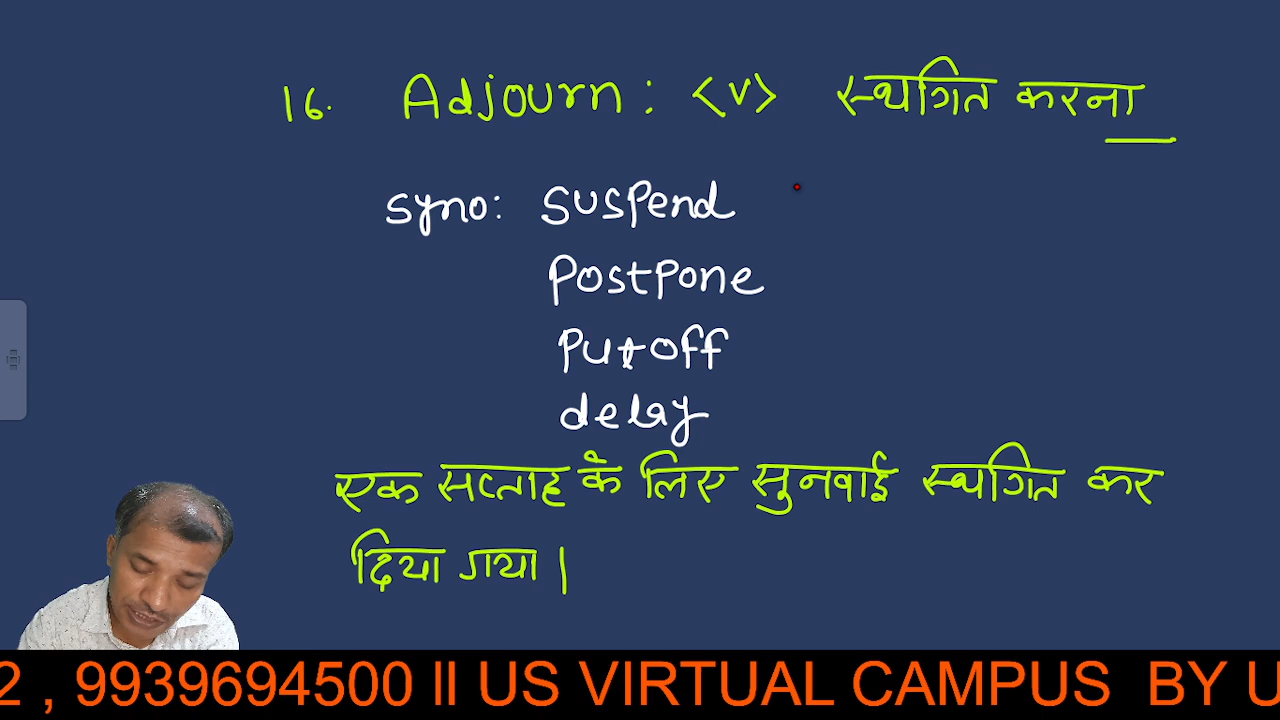 16. Adjourn : <v> स्थगित करना
syno: suspend
Postpone
Put off
delay
एक सप्ताह के लिए सुनवाई स्थगित कर
दिया गया |
2 , 9939694500 ll US VIRTUAL CAMPUS BY U